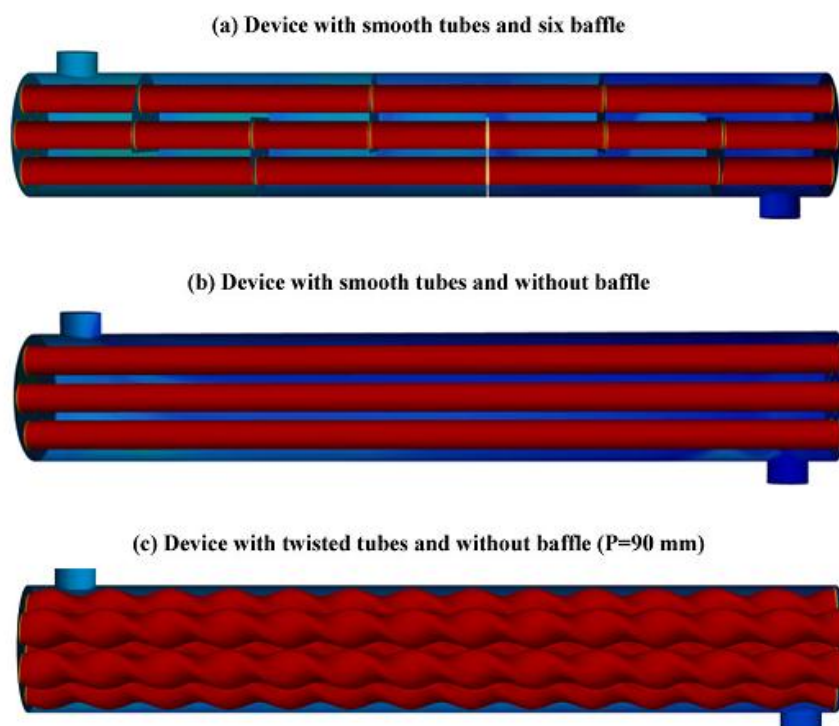 (a) Device with smooth tubes and six baffle
(b) Device with smooth tubes and without baffle
(c) Device with twisted tubes and without baffle (P=90 mm)